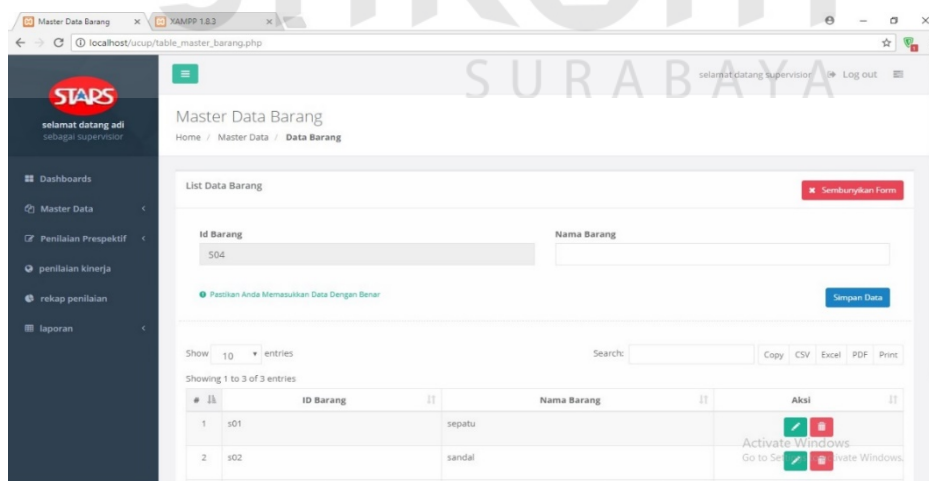 Master Data Barang
XAMPP 1.8.3
localhost/ucup/table_master_barang.php
SURABAYA
STARS
selamat datang adi
sebagai supervisior
Dashboards
Master Data
Penilaian Prespektif
penilaian kinerja
rekap penilaian
laporan
selamat datang supervisior
Log out
Master Data Barang
Home / Master Data / Data Barang
List Data Barang
Sembunyikan Form
Id Barang
Nama Barang
S04
Pastikan Anda Memasukkan Data Dengan Benar
Simpan Data
Show 10 entries
Search:
Copy CSV Excel PDF Print
Showing 1 to 3 of 3 entries
# ID Barang Nama Barang Aksi
1 s01 sepatu
2 s02 sandal
Activate Windows
Go to Windows.